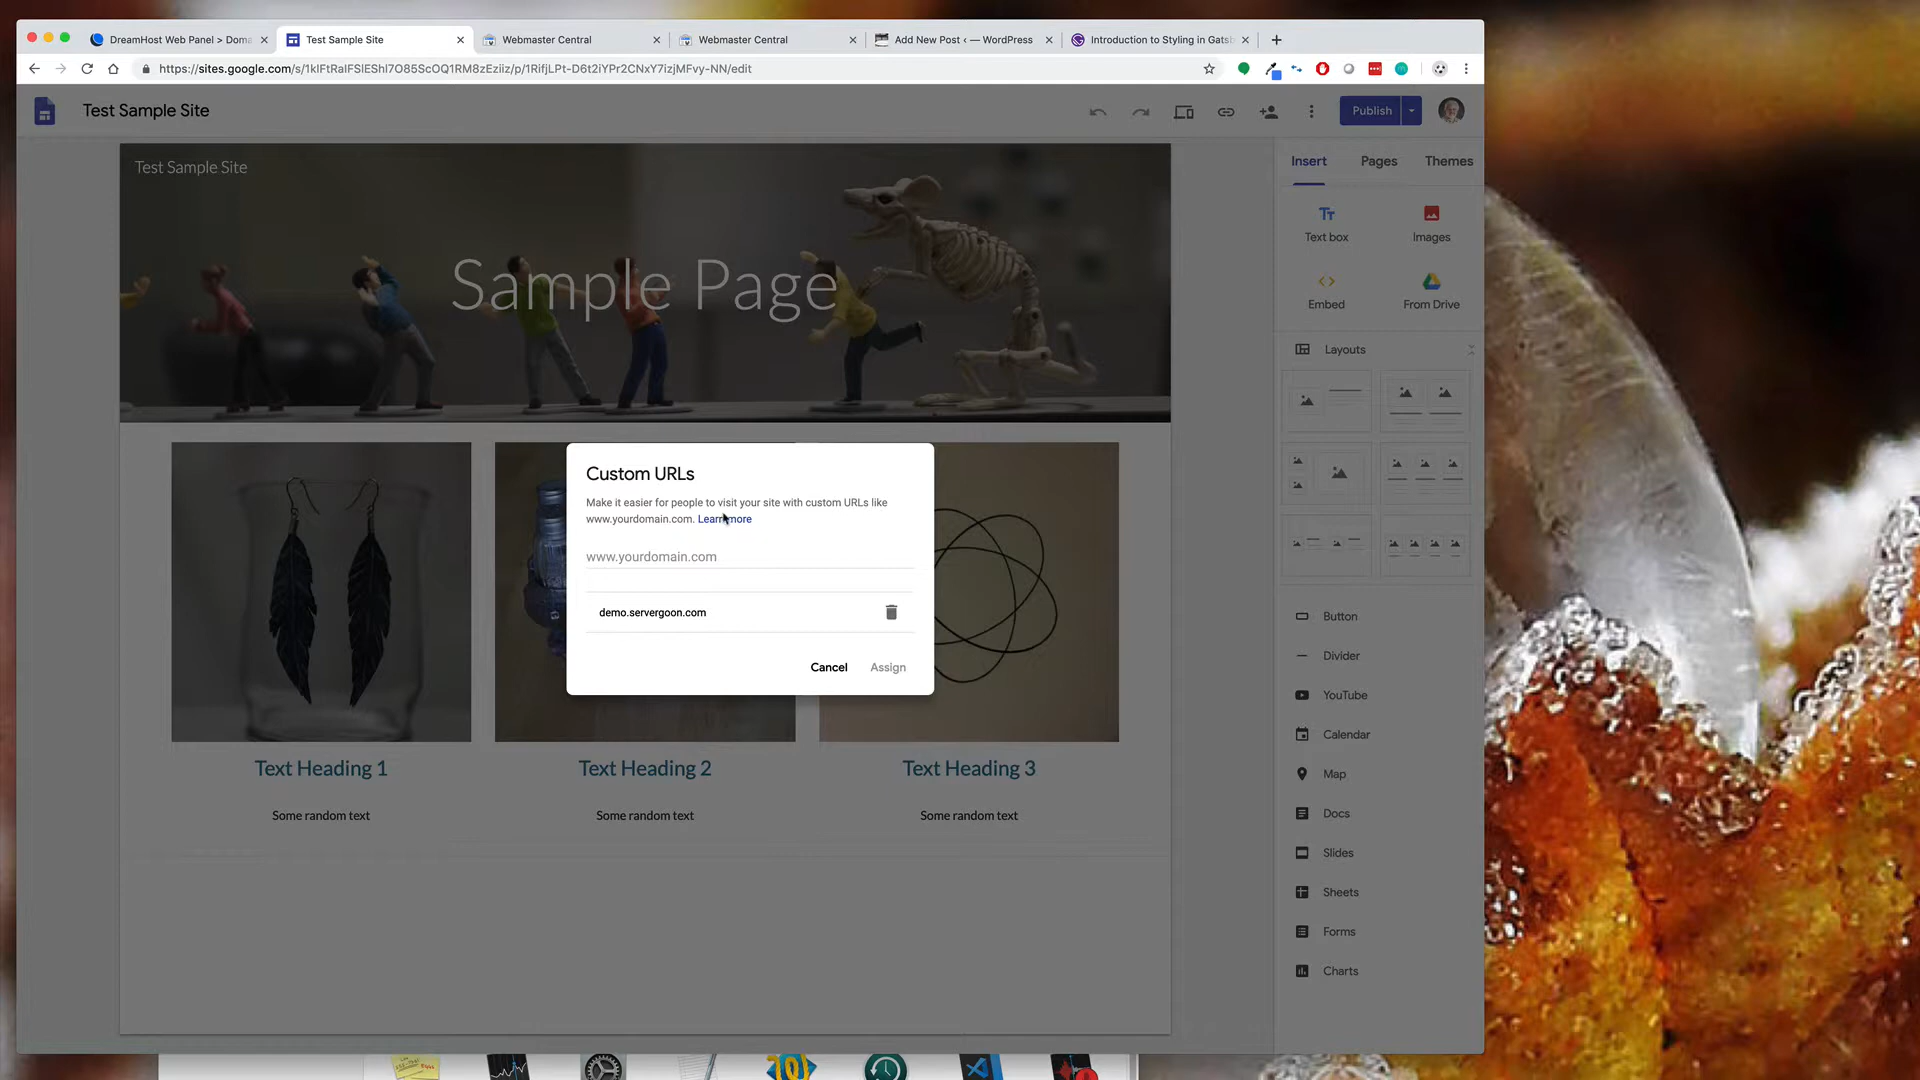 DreamHost Web Panel > Doma
Test Sample Site
Webmaster Central
Webmaster Central
Add New Post ‹ — WordPress
Introduction to Styling in Gatsb
https://sites.google.com/s/1klFtRalFSlEShl7O85ScOQ1RM8zEziiz/p/1RifjLPt-D6t2iYPr2CNxY7izjMFvy-NN/edit
Test Sample Site
Publish
Test Sample Site
Sample Page
Insert
Pages
Themes
Text box
Images
Embed
From Drive
Layouts
Custom URLs
Make it easier for people to visit your site with custom URLs like
www.yourdomain.com. Learn more
www.yourdomain.com
demo.servergoon.com
Cancel
Assign
Text Heading 1
Text Heading 2
Text Heading 3
Some random text
Some random text
Some random text
Button
Divider
YouTube
Calendar
Map
Docs
Slides
Sheets
Forms
Charts